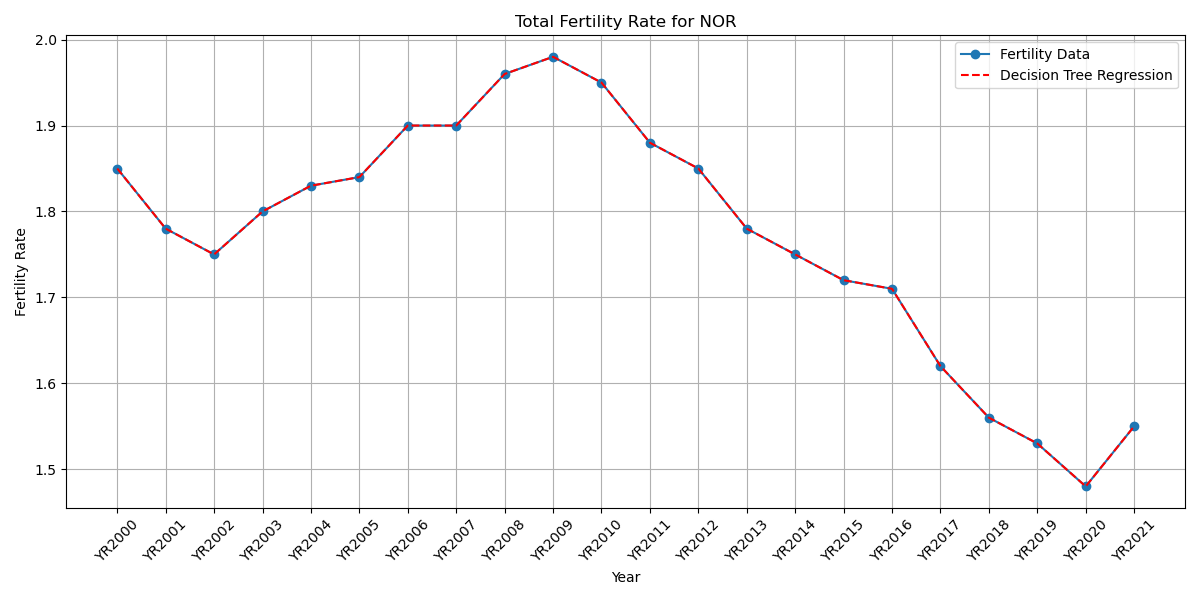 Total Fertility Rate for NOR
Fertility Data
Decision Tree Regression
Fertility Rate
2.0
1.9
1.8
1.7
1.6
1.5
YR2000
YR2001
YR2002
YR2003
YR2004
YR2005
YR2006
YR2007
YR2008
YR2009
YR2010
YR2011
YR2012
YR2013
YR2014
YR2015
YR2016
YR2017
YR2018
YR2019
YR2020
YR2021
Year